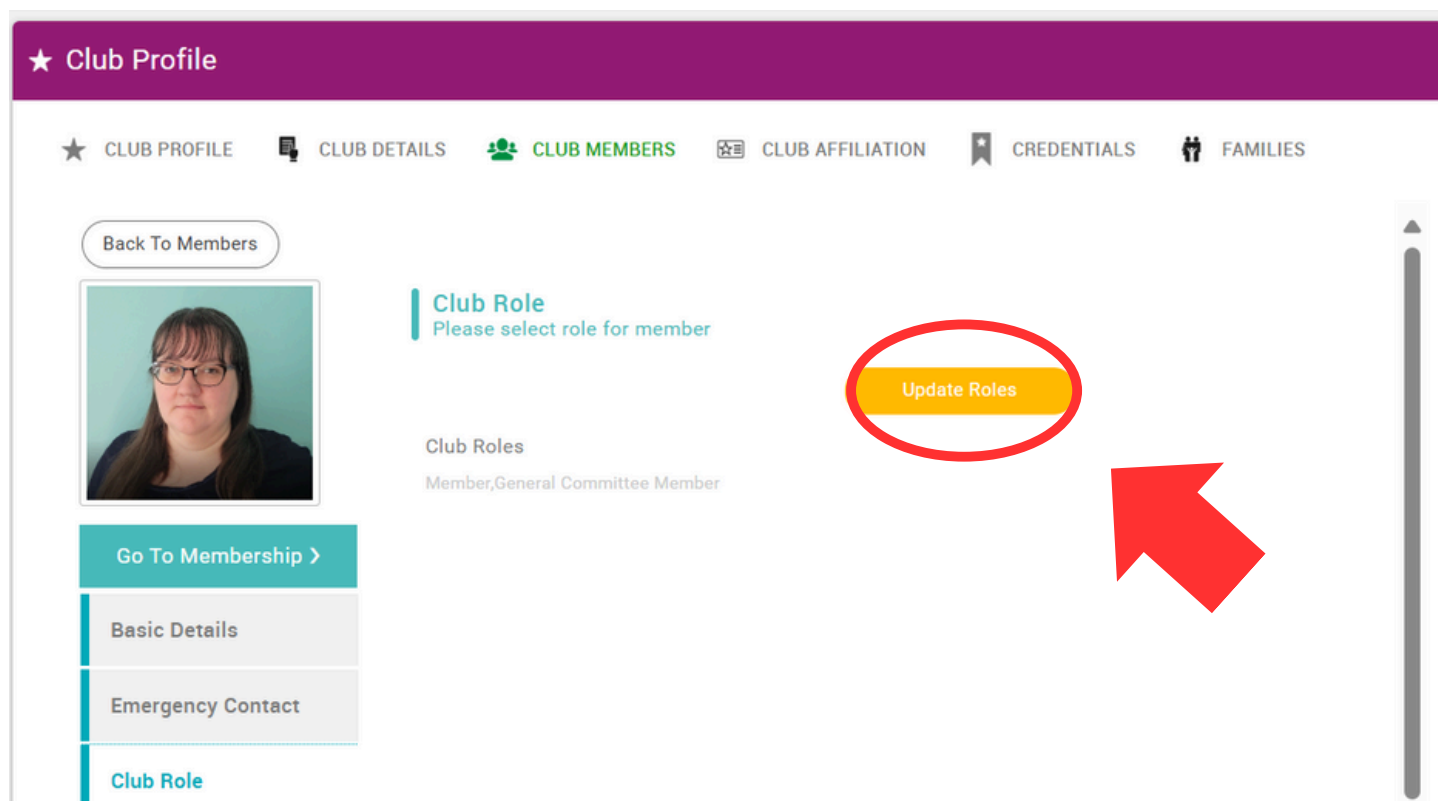 Club Profile
CLUB PROFILE CLUB DETAILS CLUB MEMBERS CLUB AFFILIATION CREDENTIALS FAMILIES
Back To Members
Club Role
Please select role for member
Update Roles
Club Roles
Member,General Committee Member
Go To Membership
Basic Details
Emergency Contact
Club Role